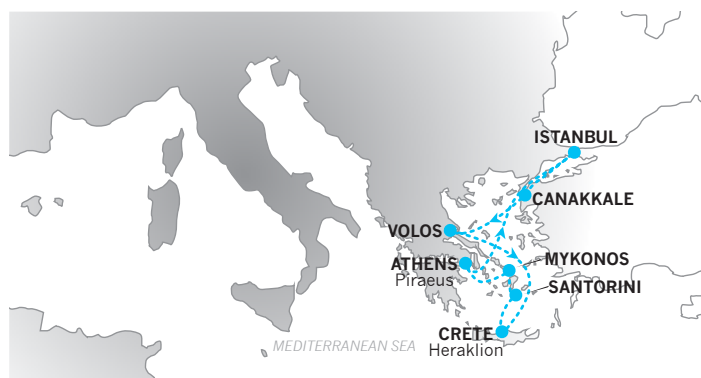 ISTANBUL
CANAKKALE
VOLOS
ATHENS
Piraeus
MYKONOS
SANTORINI
CRETE
Heraklion
MEDITERRANEAN SEA